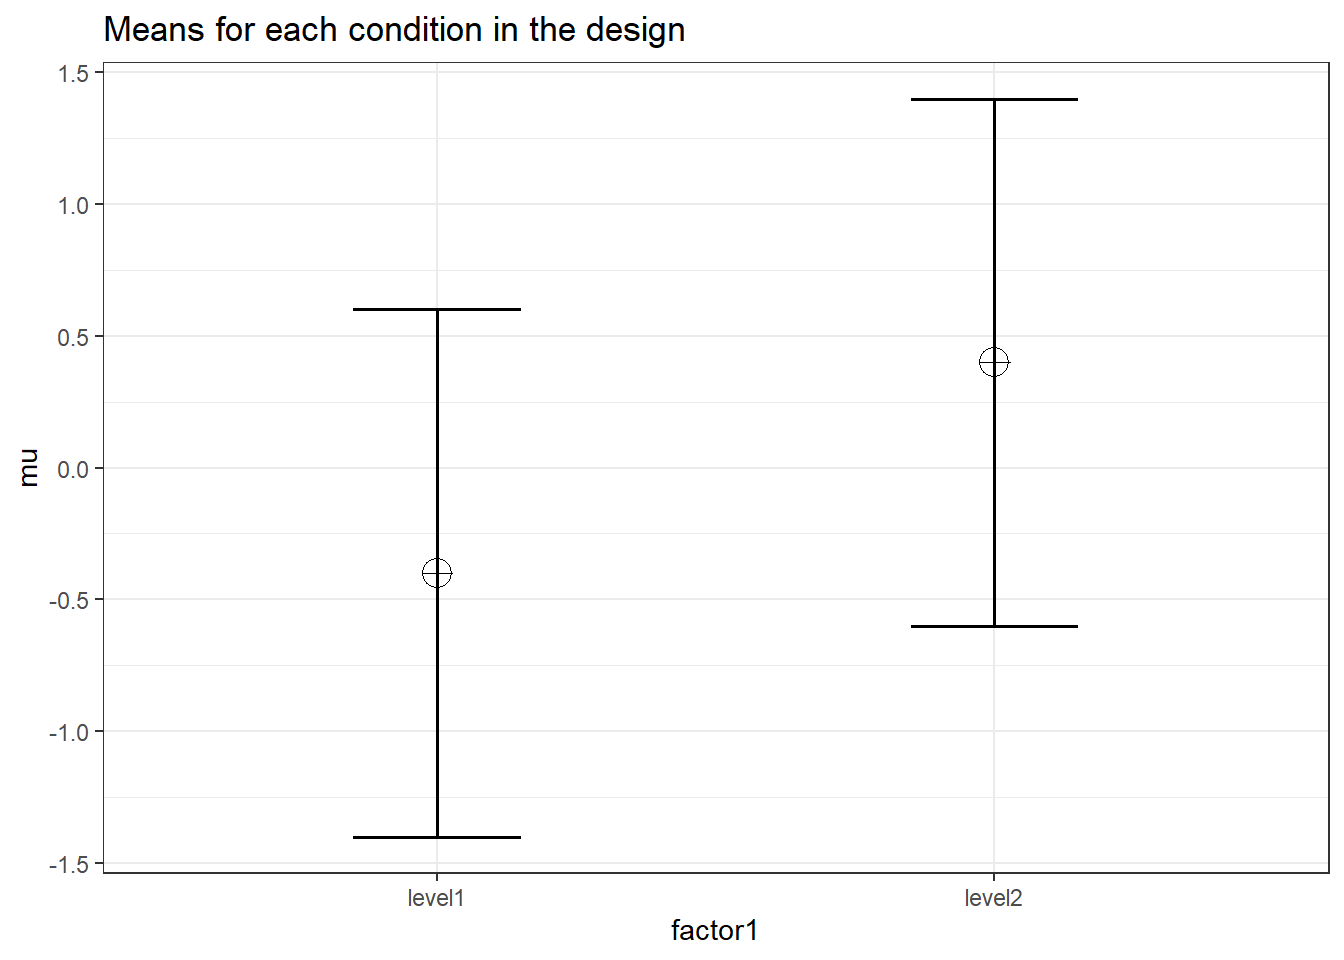 Means for each condition in the design
1.5
1.0
0.5
0.0
-0.5
-1.0
-1.5
mu
level1
level2
factor1